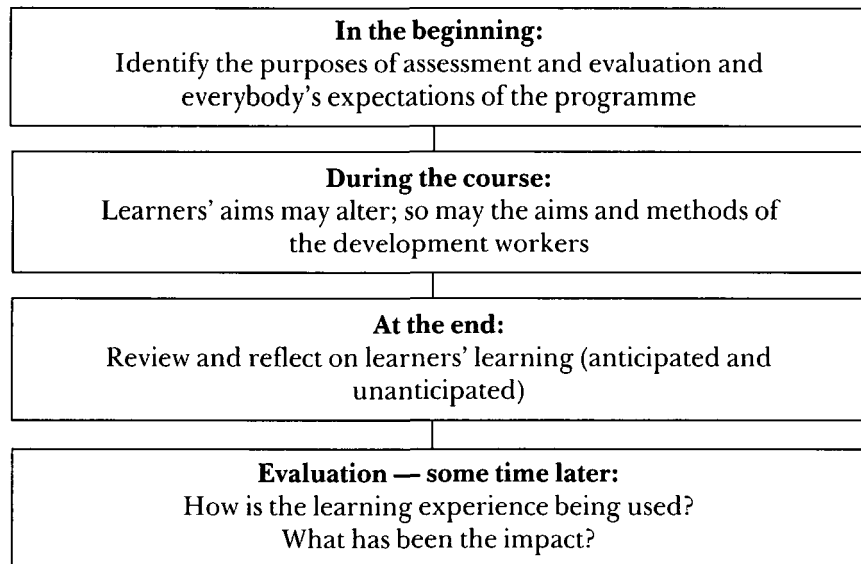 In the beginning:
Identify the purposes of assessment and evaluation and
everybody's expectations of the programme
During the course:
Learners' aims may alter; so may the aims and methods of
the development workers
At the end:
Review and reflect on learners' learning (anticipated and
unanticipated)
Evaluation — some time later:
How is the learning experience being used?
What has been the impact?